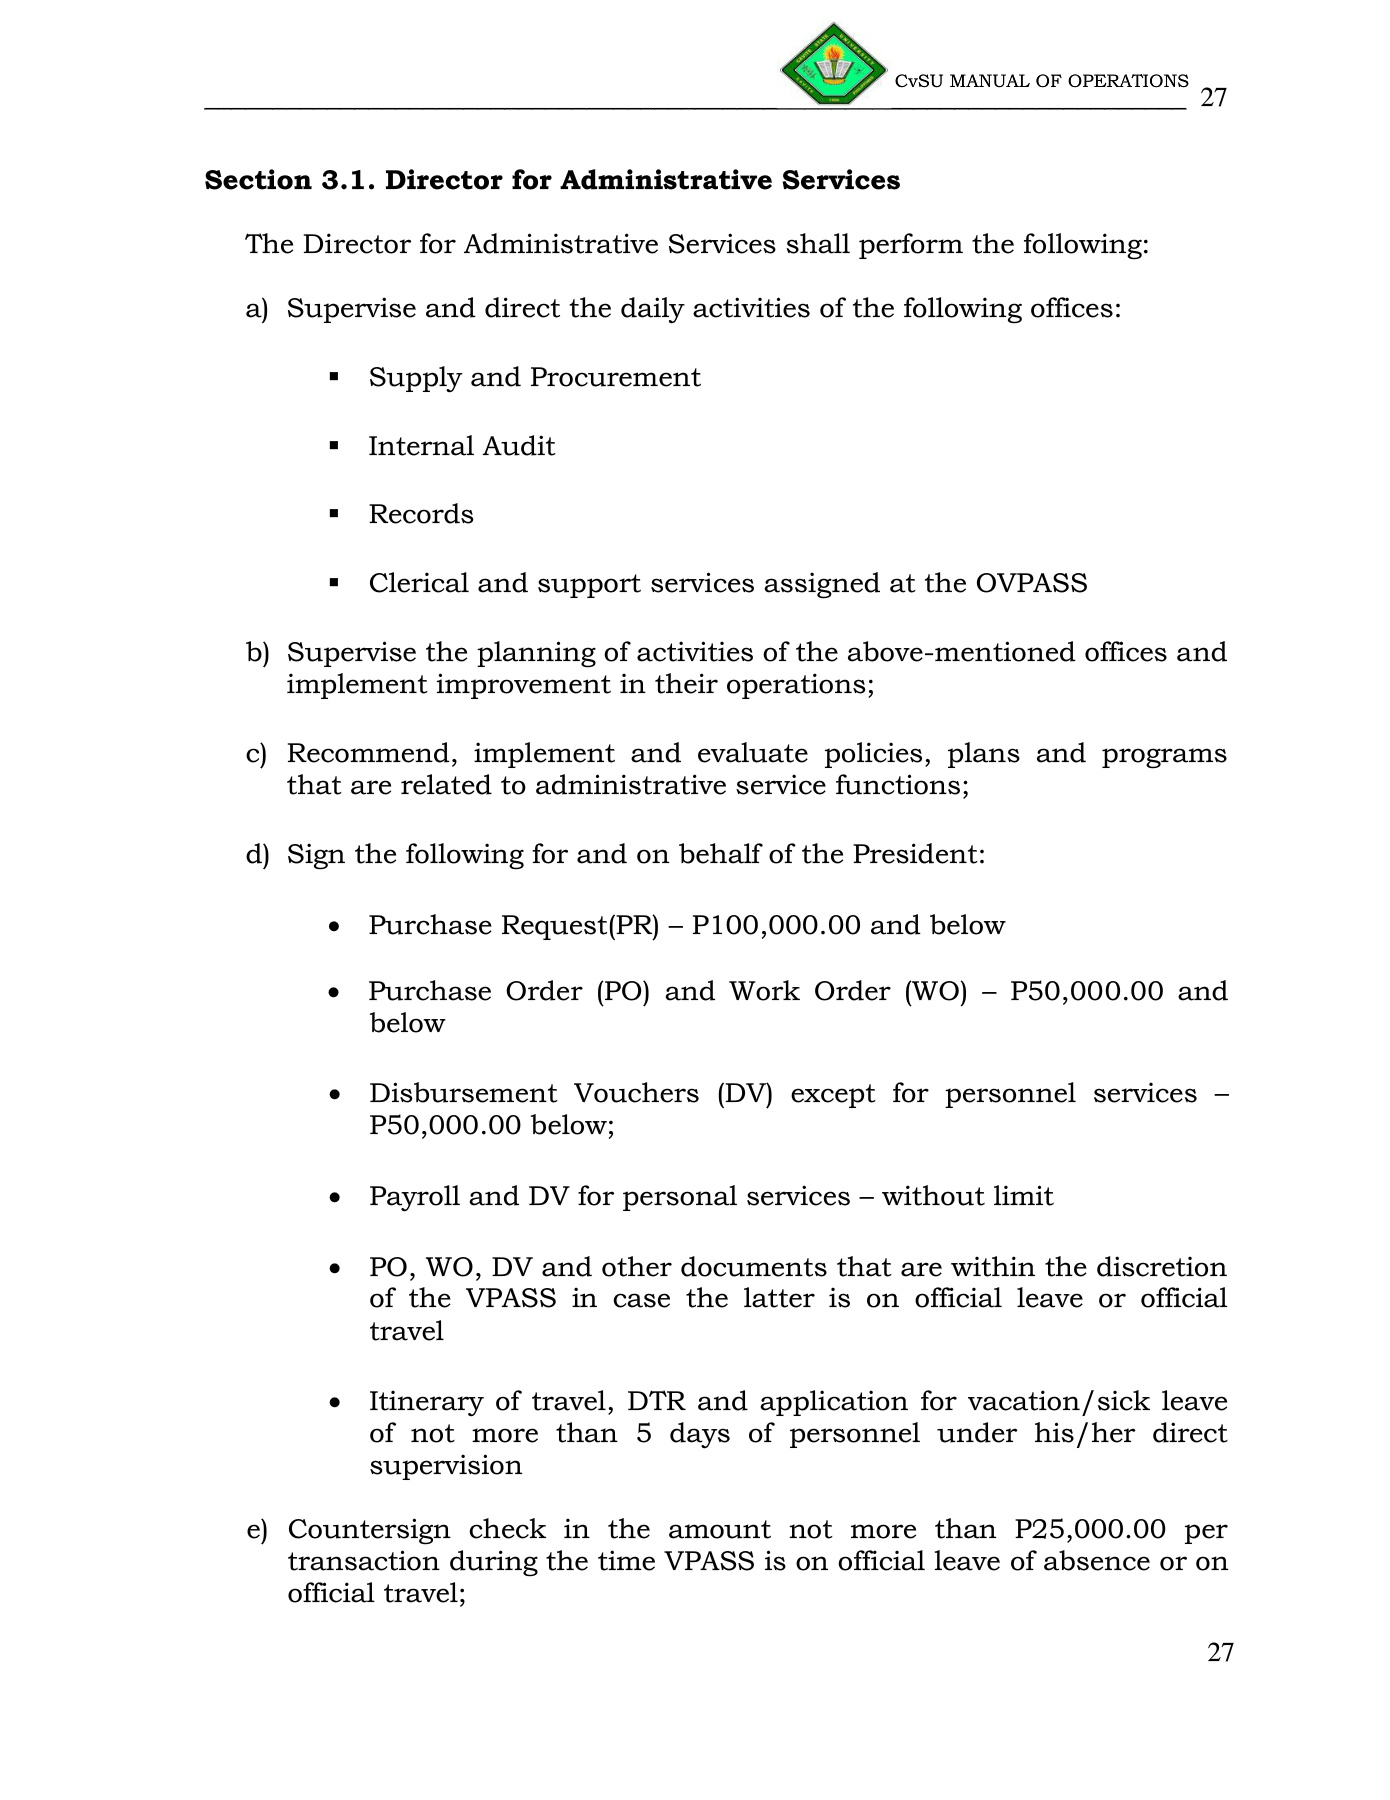 CvSU MANUAL OF OPERATIONS
27
Section 3.1. Director for Administrative Services
The Director for Administrative Services shall perform the following:
a) Supervise and direct the daily activities of the following offices:
▪ Supply and Procurement
▪ Internal Audit
▪ Records
▪ Clerical and support services assigned at the OVPASS
b) Supervise the planning of activities of the above-mentioned offices and
implement improvement in their operations;
c) Recommend, implement and evaluate policies, plans and programs
that are related to administrative service functions;
d) Sign the following for and on behalf of the President:
• Purchase Request(PR) – P100,000.00 and below
• Purchase Order (PO) and Work Order (WO) – P50,000.00 and
below
• Disbursement Vouchers (DV) except for personnel services –
P50,000.00 below;
• Payroll and DV for personal services – without limit
• PO, WO, DV and other documents that are within the discretion
of the VPASS in case the latter is on official leave or official
travel
• Itinerary of travel, DTR and application for vacation/sick leave
of not more than 5 days of personnel under his/her direct
supervision
e) Countersign check in the amount not more than P25,000.00 per
transaction during the time VPASS is on official leave of absence or on
official travel;
27